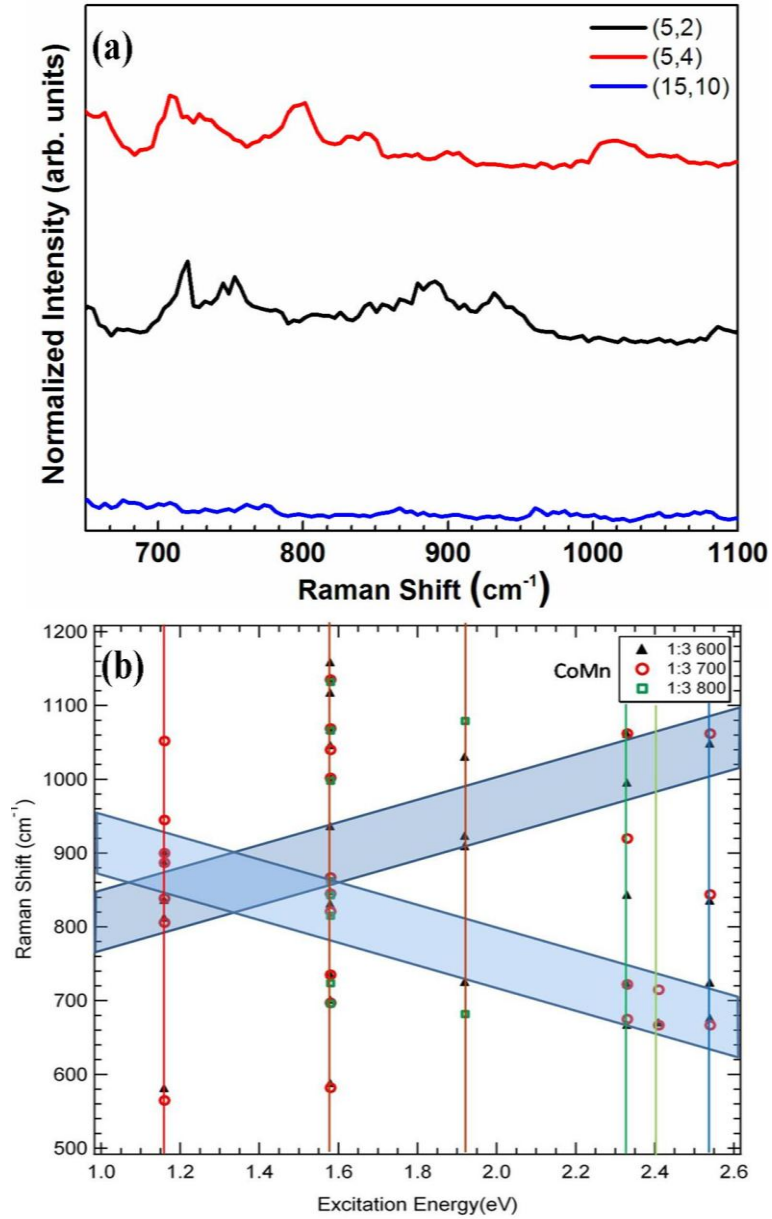 (a)
(5,2)
(5,4)
(15,10)
Normalized Intensity (arb. units)
700 800 900 1000 1100
Raman Shift (cm⁻¹)
(b)
CoMn
1:3 600
1:3 700
1:3 800
Raman Shift (cm⁻¹)
1200
1100
1000
900
800
700
600
500
1.0 1.2 1.4 1.6 1.8 2.0 2.2 2.4 2.6
Excitation Energy(eV)